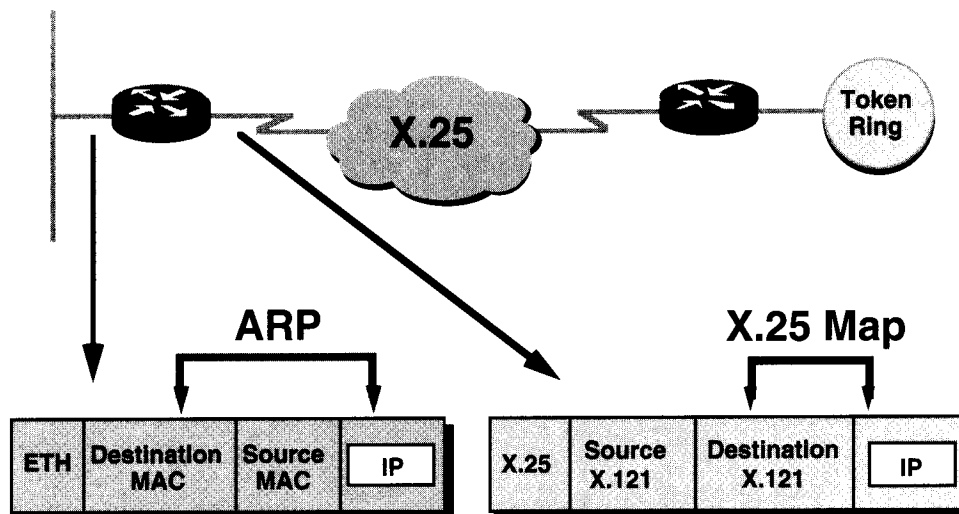 X.25
Token
Ring
ARP
X.25 Map
ETH
Destination
MAC
Source
MAC
IP
X.25
Source
X.121
Destination
X.121
IP